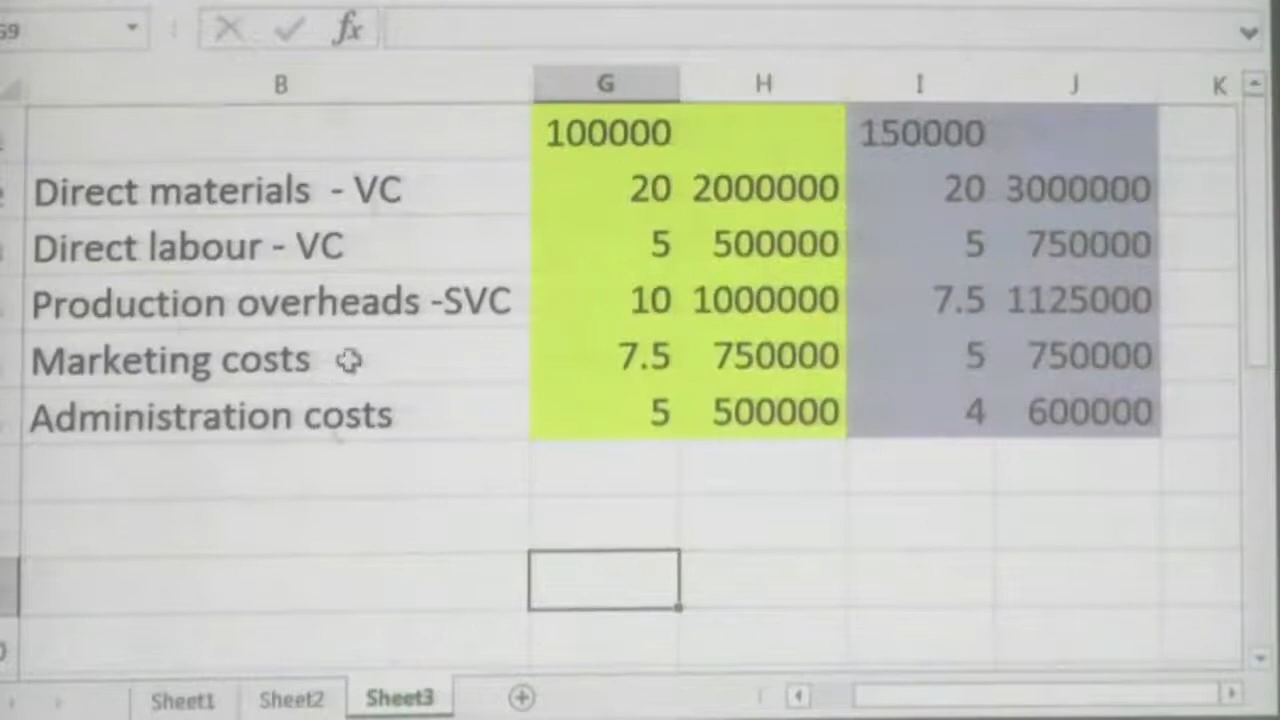 G9 fx
B G H I J K
100000 150000
Direct materials - VC 20 2000000 20 3000000
Direct labour - VC 5 500000 5 750000
Production overheads -SVC 10 1000000 7.5 1125000
Marketing costs 7.5 750000 5 750000
Administration costs 5 500000 4 600000
Sheet1 Sheet2 Sheet3